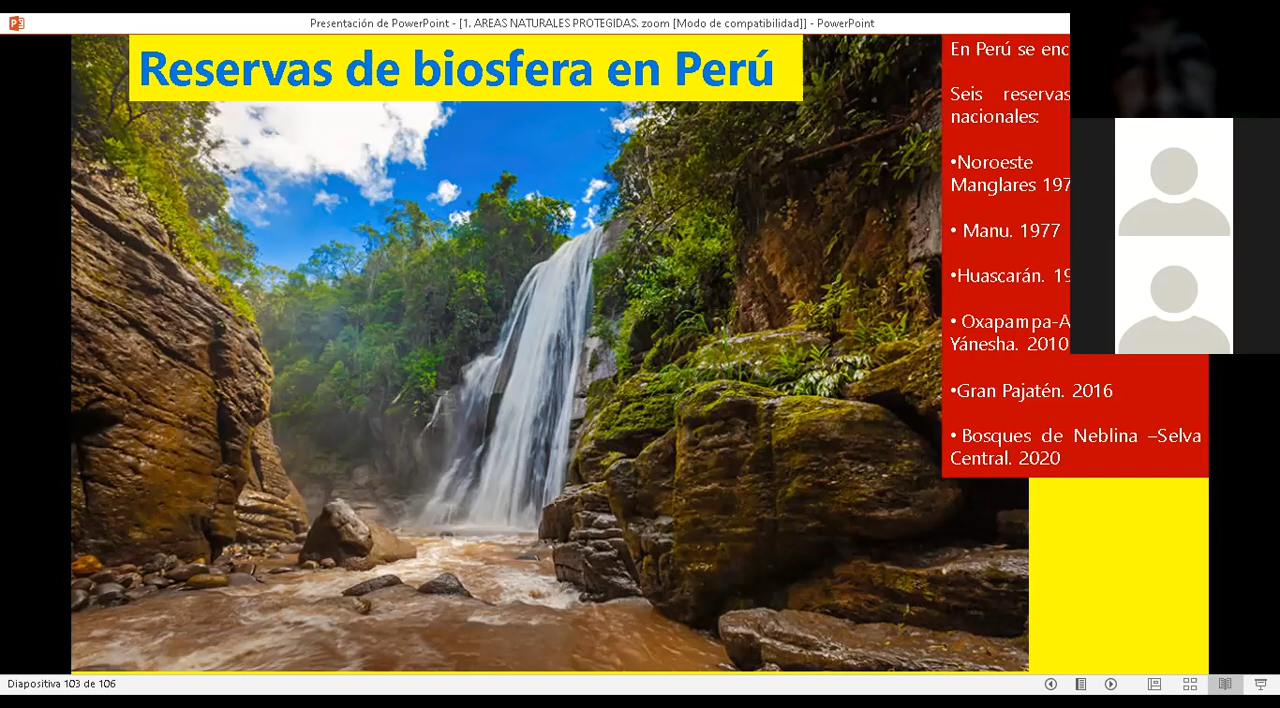 Presentación de PowerPoint - [1. AREAS NATURALES PROTEGIDAS. zoom [Modo de compatibilidad]] - PowerPoint
Reservas de biosfera en Perú
En Perú se enc
Seis reservas
nacionales:
•Noroeste
Manglares 197
• Manu. 1977
•Huascarán. 19
• Oxapampa-A
Yánesha. 2010
•Gran Pajatén. 2016
• Bosques de Neblina –Selva
Central. 2020
Diapositiva 103 de 106